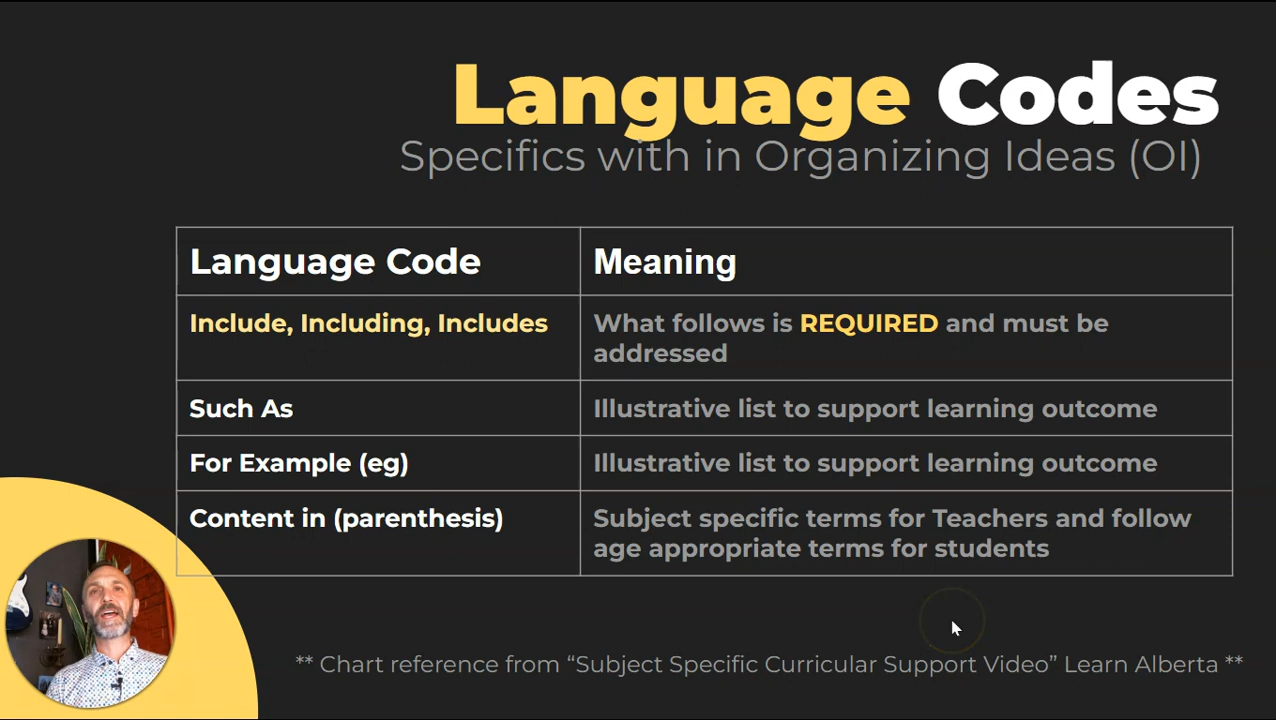 Language Codes
Specifics with in Organizing Ideas (OI)
Language Code
Meaning
Include, Including, Includes
What follows is REQUIRED and must be
addressed
Such As
Illustrative list to support learning outcome
For Example (eg)
Illustrative list to support learning outcome
Content in (parenthesis)
Subject specific terms for Teachers and follow
age appropriate terms for students
** Chart reference from “Subject Specific Curricular Support Video” Learn Alberta **